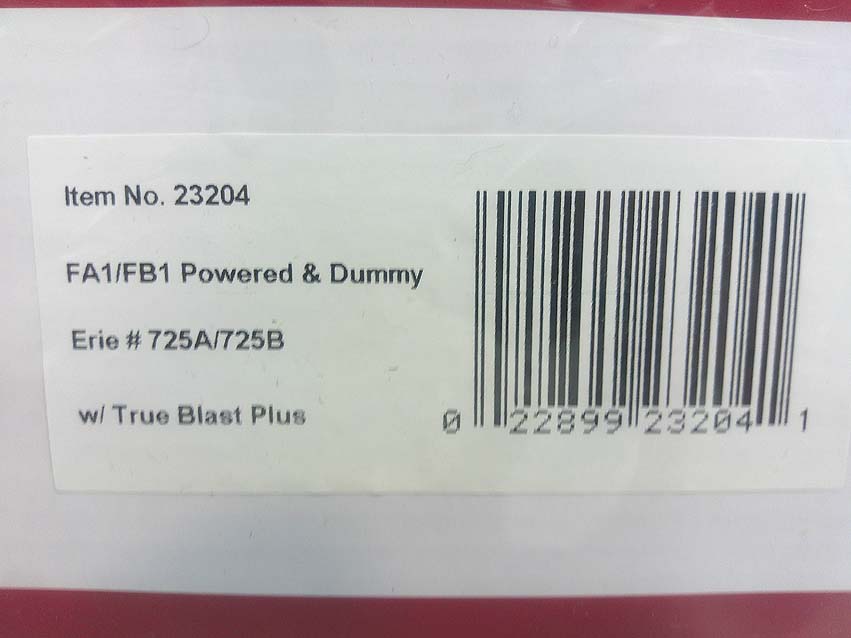 Item No. 23204
FA1/FB1 Powered & Dummy
Erie # 725A/725B
w/ True Blast Plus
0 22899 23204 1